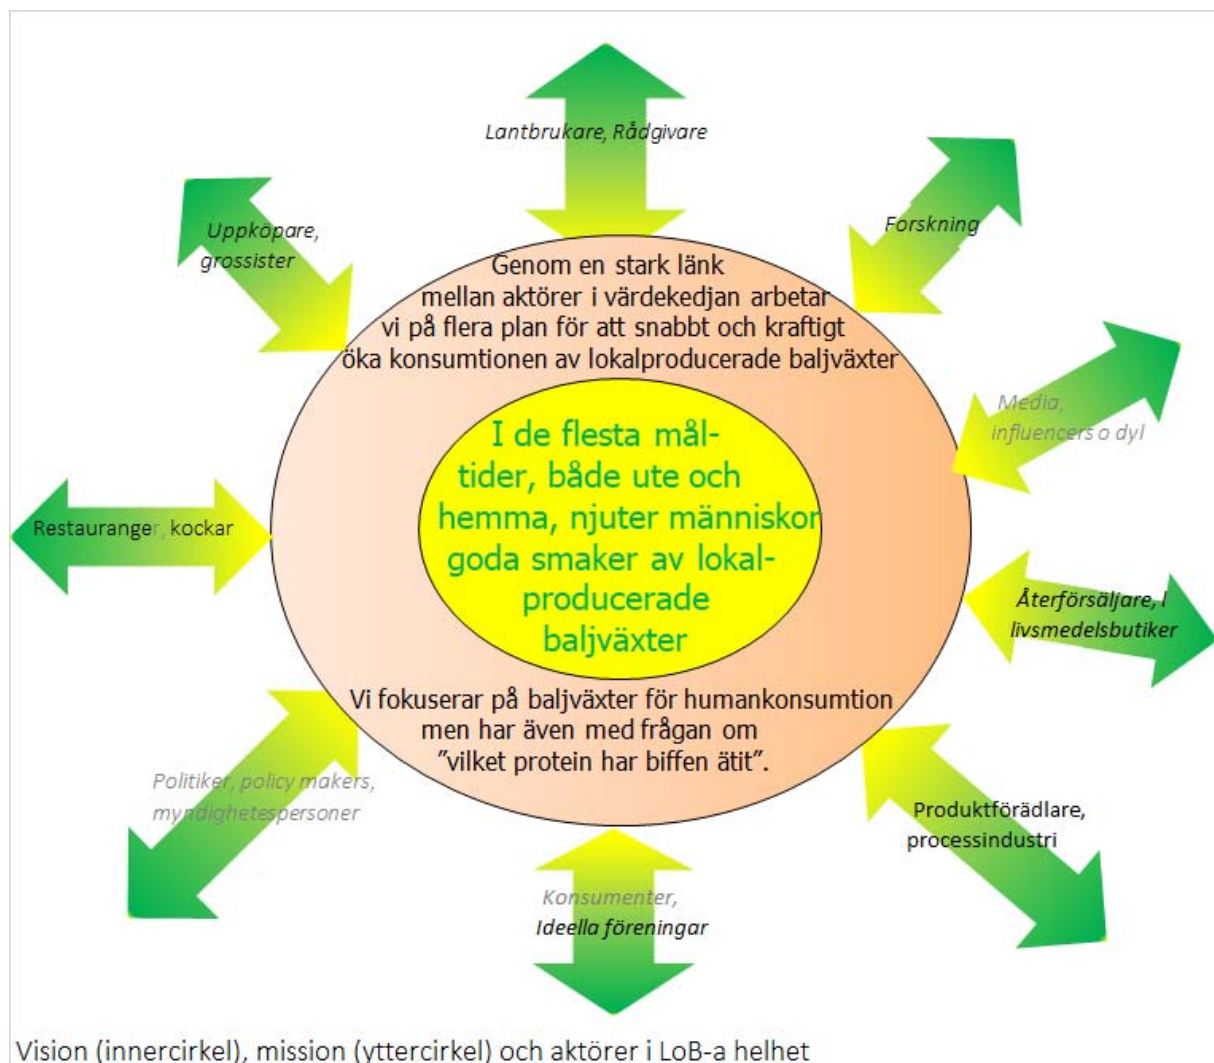 Lantbrukare, Rådgivare
Forskning
Uppköpare,
grossister
Genom en stark länk
mellan aktörer i värdekedjan arbetar
vi på flera plan för att snabbt och kraftigt
öka konsumtionen av lokalproducerade baljväxter
Media,
influencers o dyl
I de flesta mål-
tider, både ute och
hemma, njuter människor
goda smaker av lokal-
producerade
baljväxter
Restauranger, kockar
Återförsäljare, l
livsmedelsbutiker
Vi fokuserar på baljväxter för humankonsumtion
men har även med frågan om
”vilket protein har biffen ätit”.
Politiker, policy makers,
myndighetespersoner
Produktförädlare,
processindustri
Konsumenter,
Ideella föreningar
Vision (innercirkel), mission (yttercirkel) och aktörer i LoB-a helhet